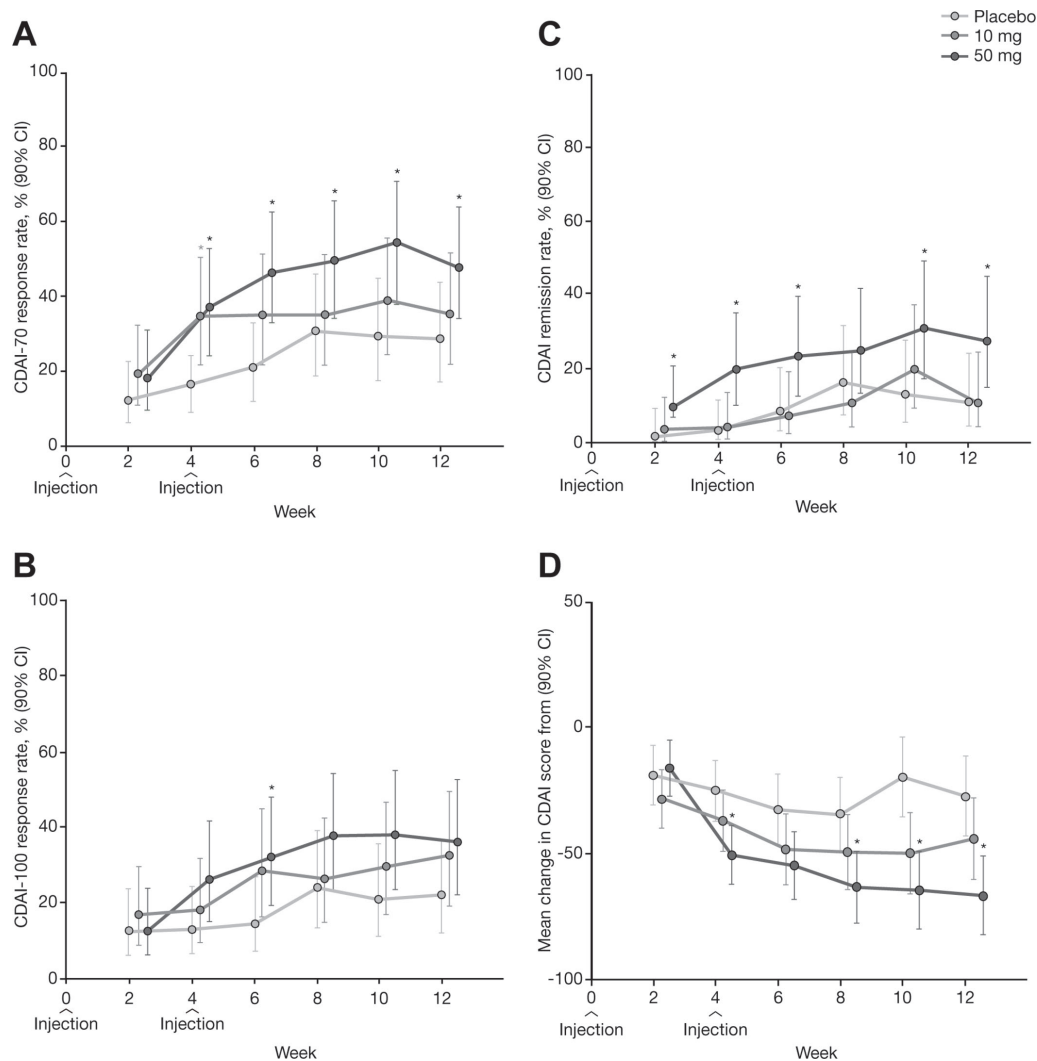 Placebo
10 mg
50 mg
A
CDAI-70 response rate, % (90% CI)
100
80
60
40
20
0
* * * * * *
0 2 4 6 8 10 12
Injection Injection
Week
C
CDAI remission rate, % (90% CI)
100
80
60
40
20
0
* * * * *
0 2 4 6 8 10 12
Injection Injection
Week
B
CDAI-100 response rate, % (90% CI)
100
80
60
40
20
0
*
0 2 4 6 8 10 12
Injection Injection
Week
D
Mean change in CDAI score from (90% CI)
50
0
-50
-100
* * * *
0 2 4 6 8 10 12
Injection Injection
Week